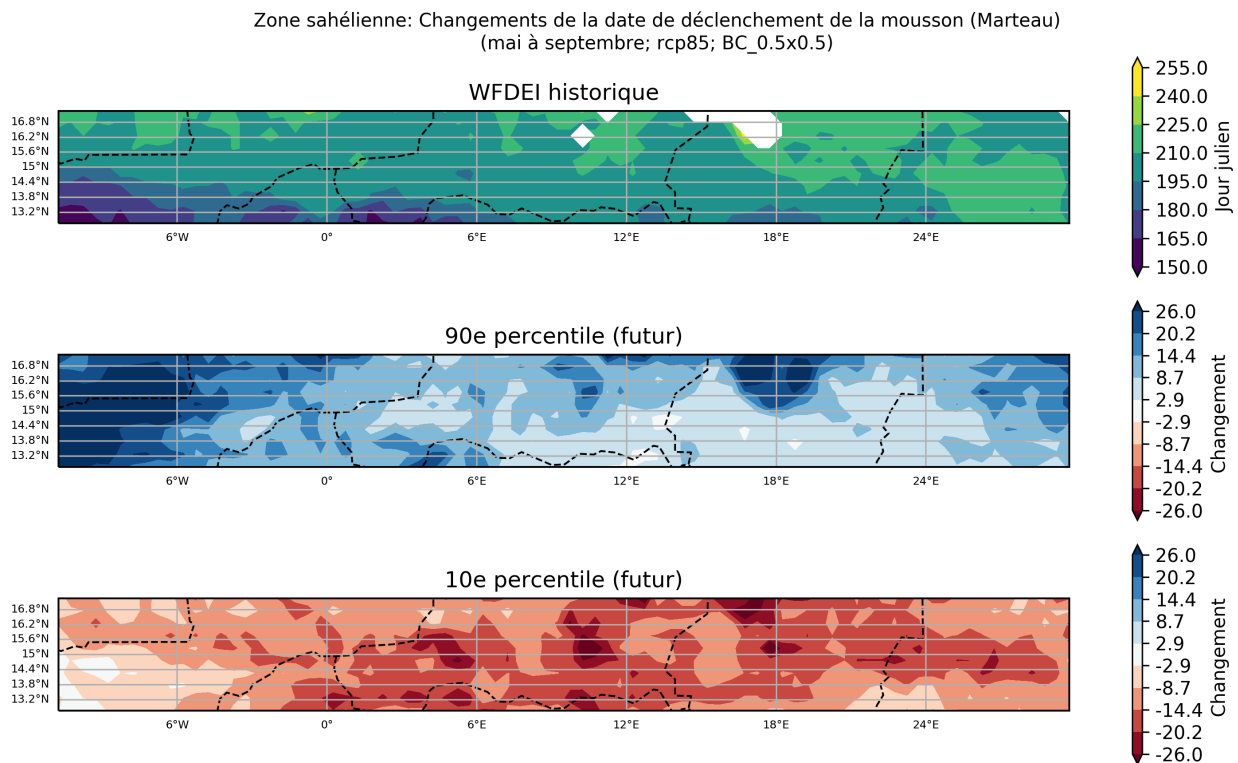 Zone sahélienne: Changements de la date de déclenchement de la mousson (Marteau)
(mai à septembre; rcp85; BC_0.5x0.5)
WFDEI historique
16.8°N
16.2°N
15.6°N
15°N
14.4°N
13.8°N
13.2°N
6°W 0° 6°E 12°E 18°E 24°E
255.0
240.0
225.0
210.0
195.0
180.0
165.0
150.0
Jour julien
90e percentile (futur)
16.8°N
16.2°N
15.6°N
15°N
14.4°N
13.8°N
13.2°N
6°W 0° 6°E 12°E 18°E 24°E
26.0
20.2
14.4
8.7
2.9
-2.9
-8.7
-14.4
-20.2
-26.0
Changement
10e percentile (futur)
16.8°N
16.2°N
15.6°N
15°N
14.4°N
13.8°N
13.2°N
6°W 0° 6°E 12°E 18°E 24°E
26.0
20.2
14.4
8.7
2.9
-2.9
-8.7
-14.4
-20.2
-26.0
Changement